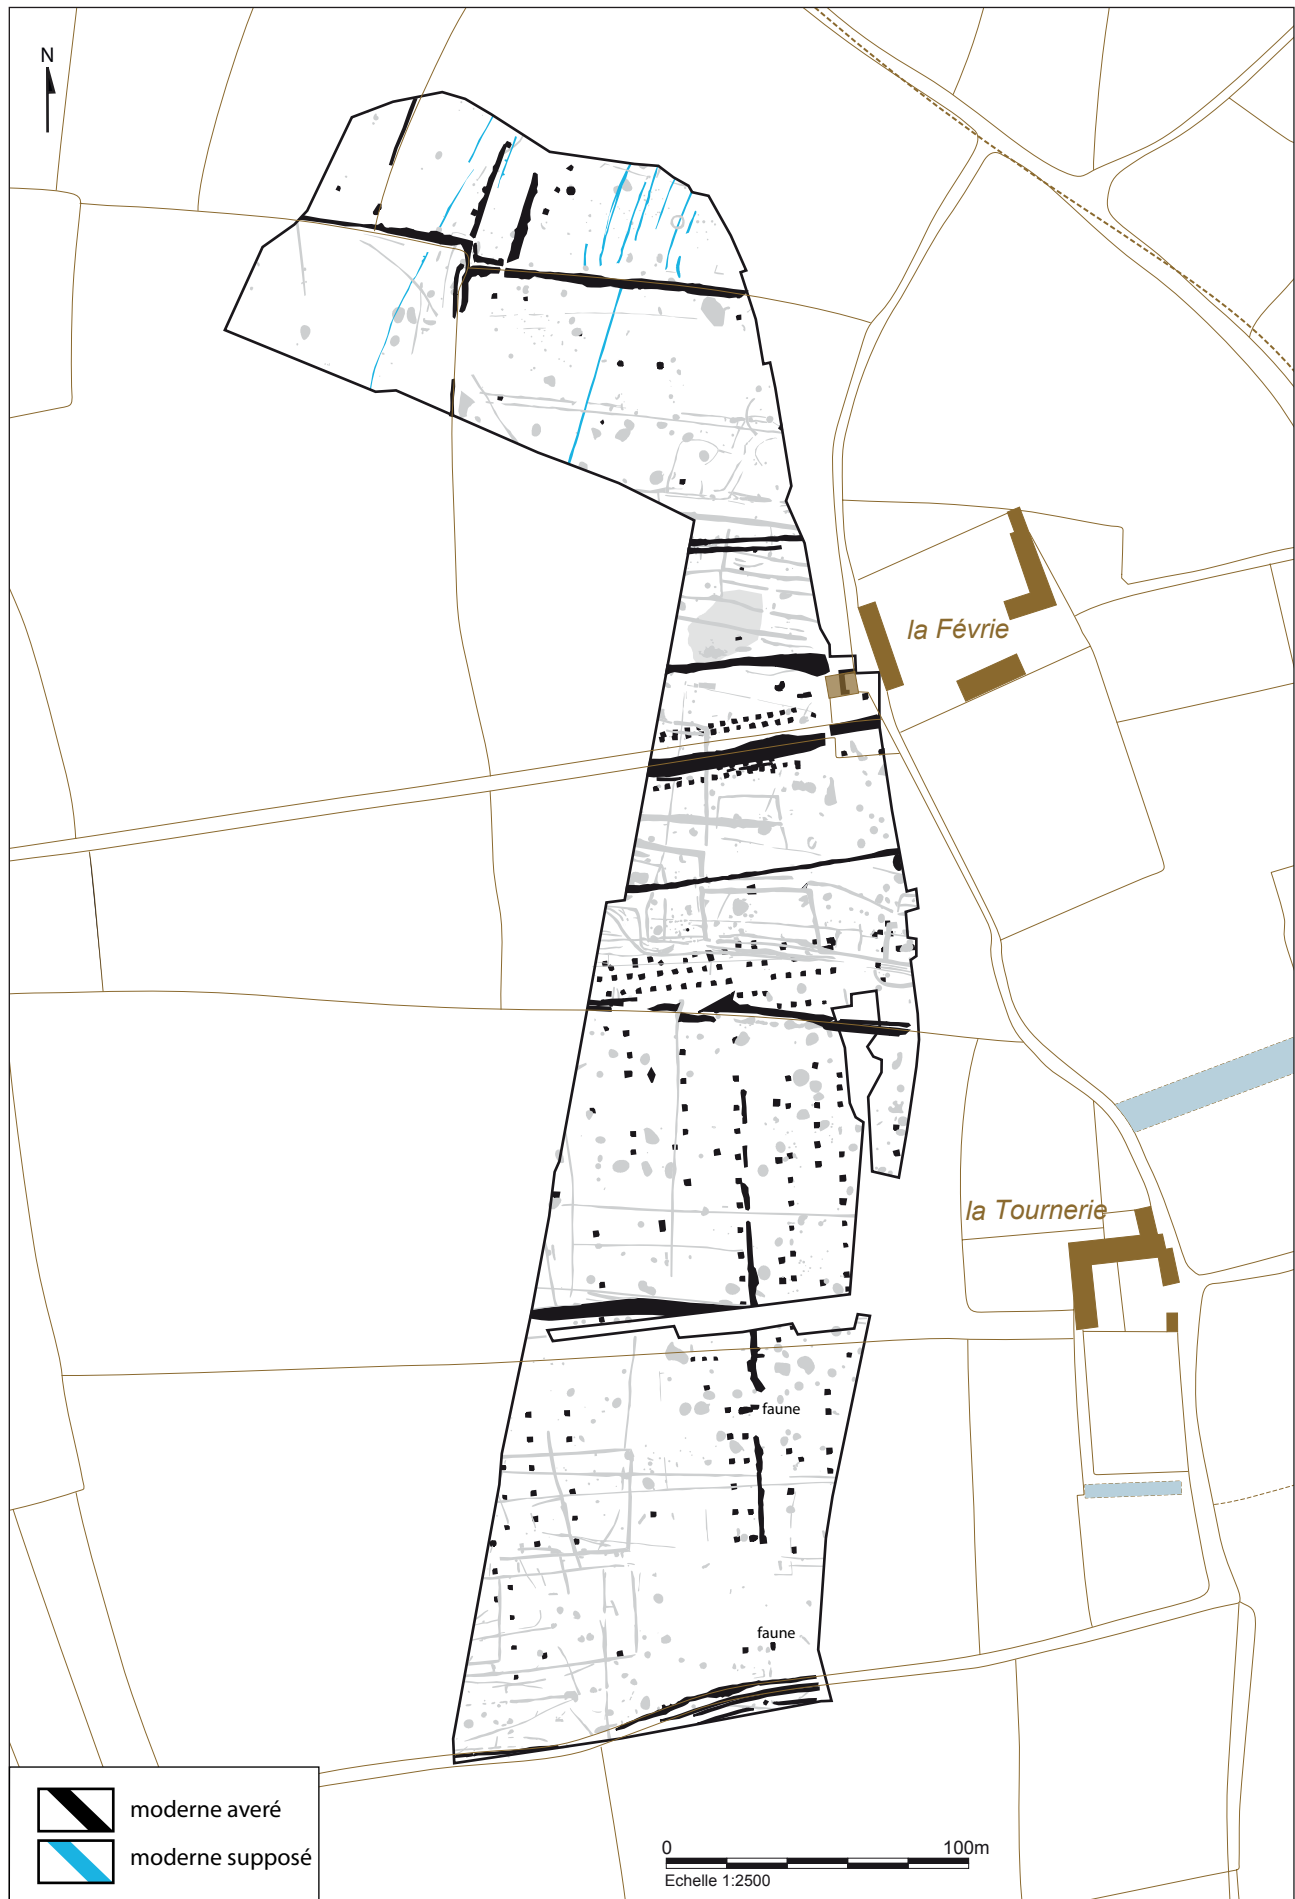 N
la Févrie
la Tournerie
faune
faune
moderne averé
moderne supposé
0 100m
Echelle 1:2500